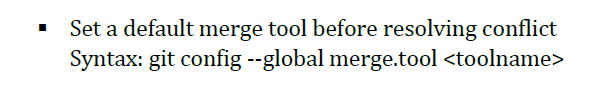 ▪ Set a default merge tool before resolving conflict
Syntax: git config --global merge.tool <toolname>